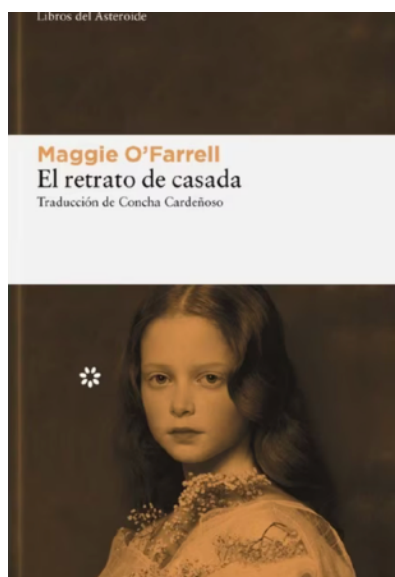 Libros del Asteroide
Maggie O'Farrell
El retrato de casada
Traducción de Concha Cardeñoso